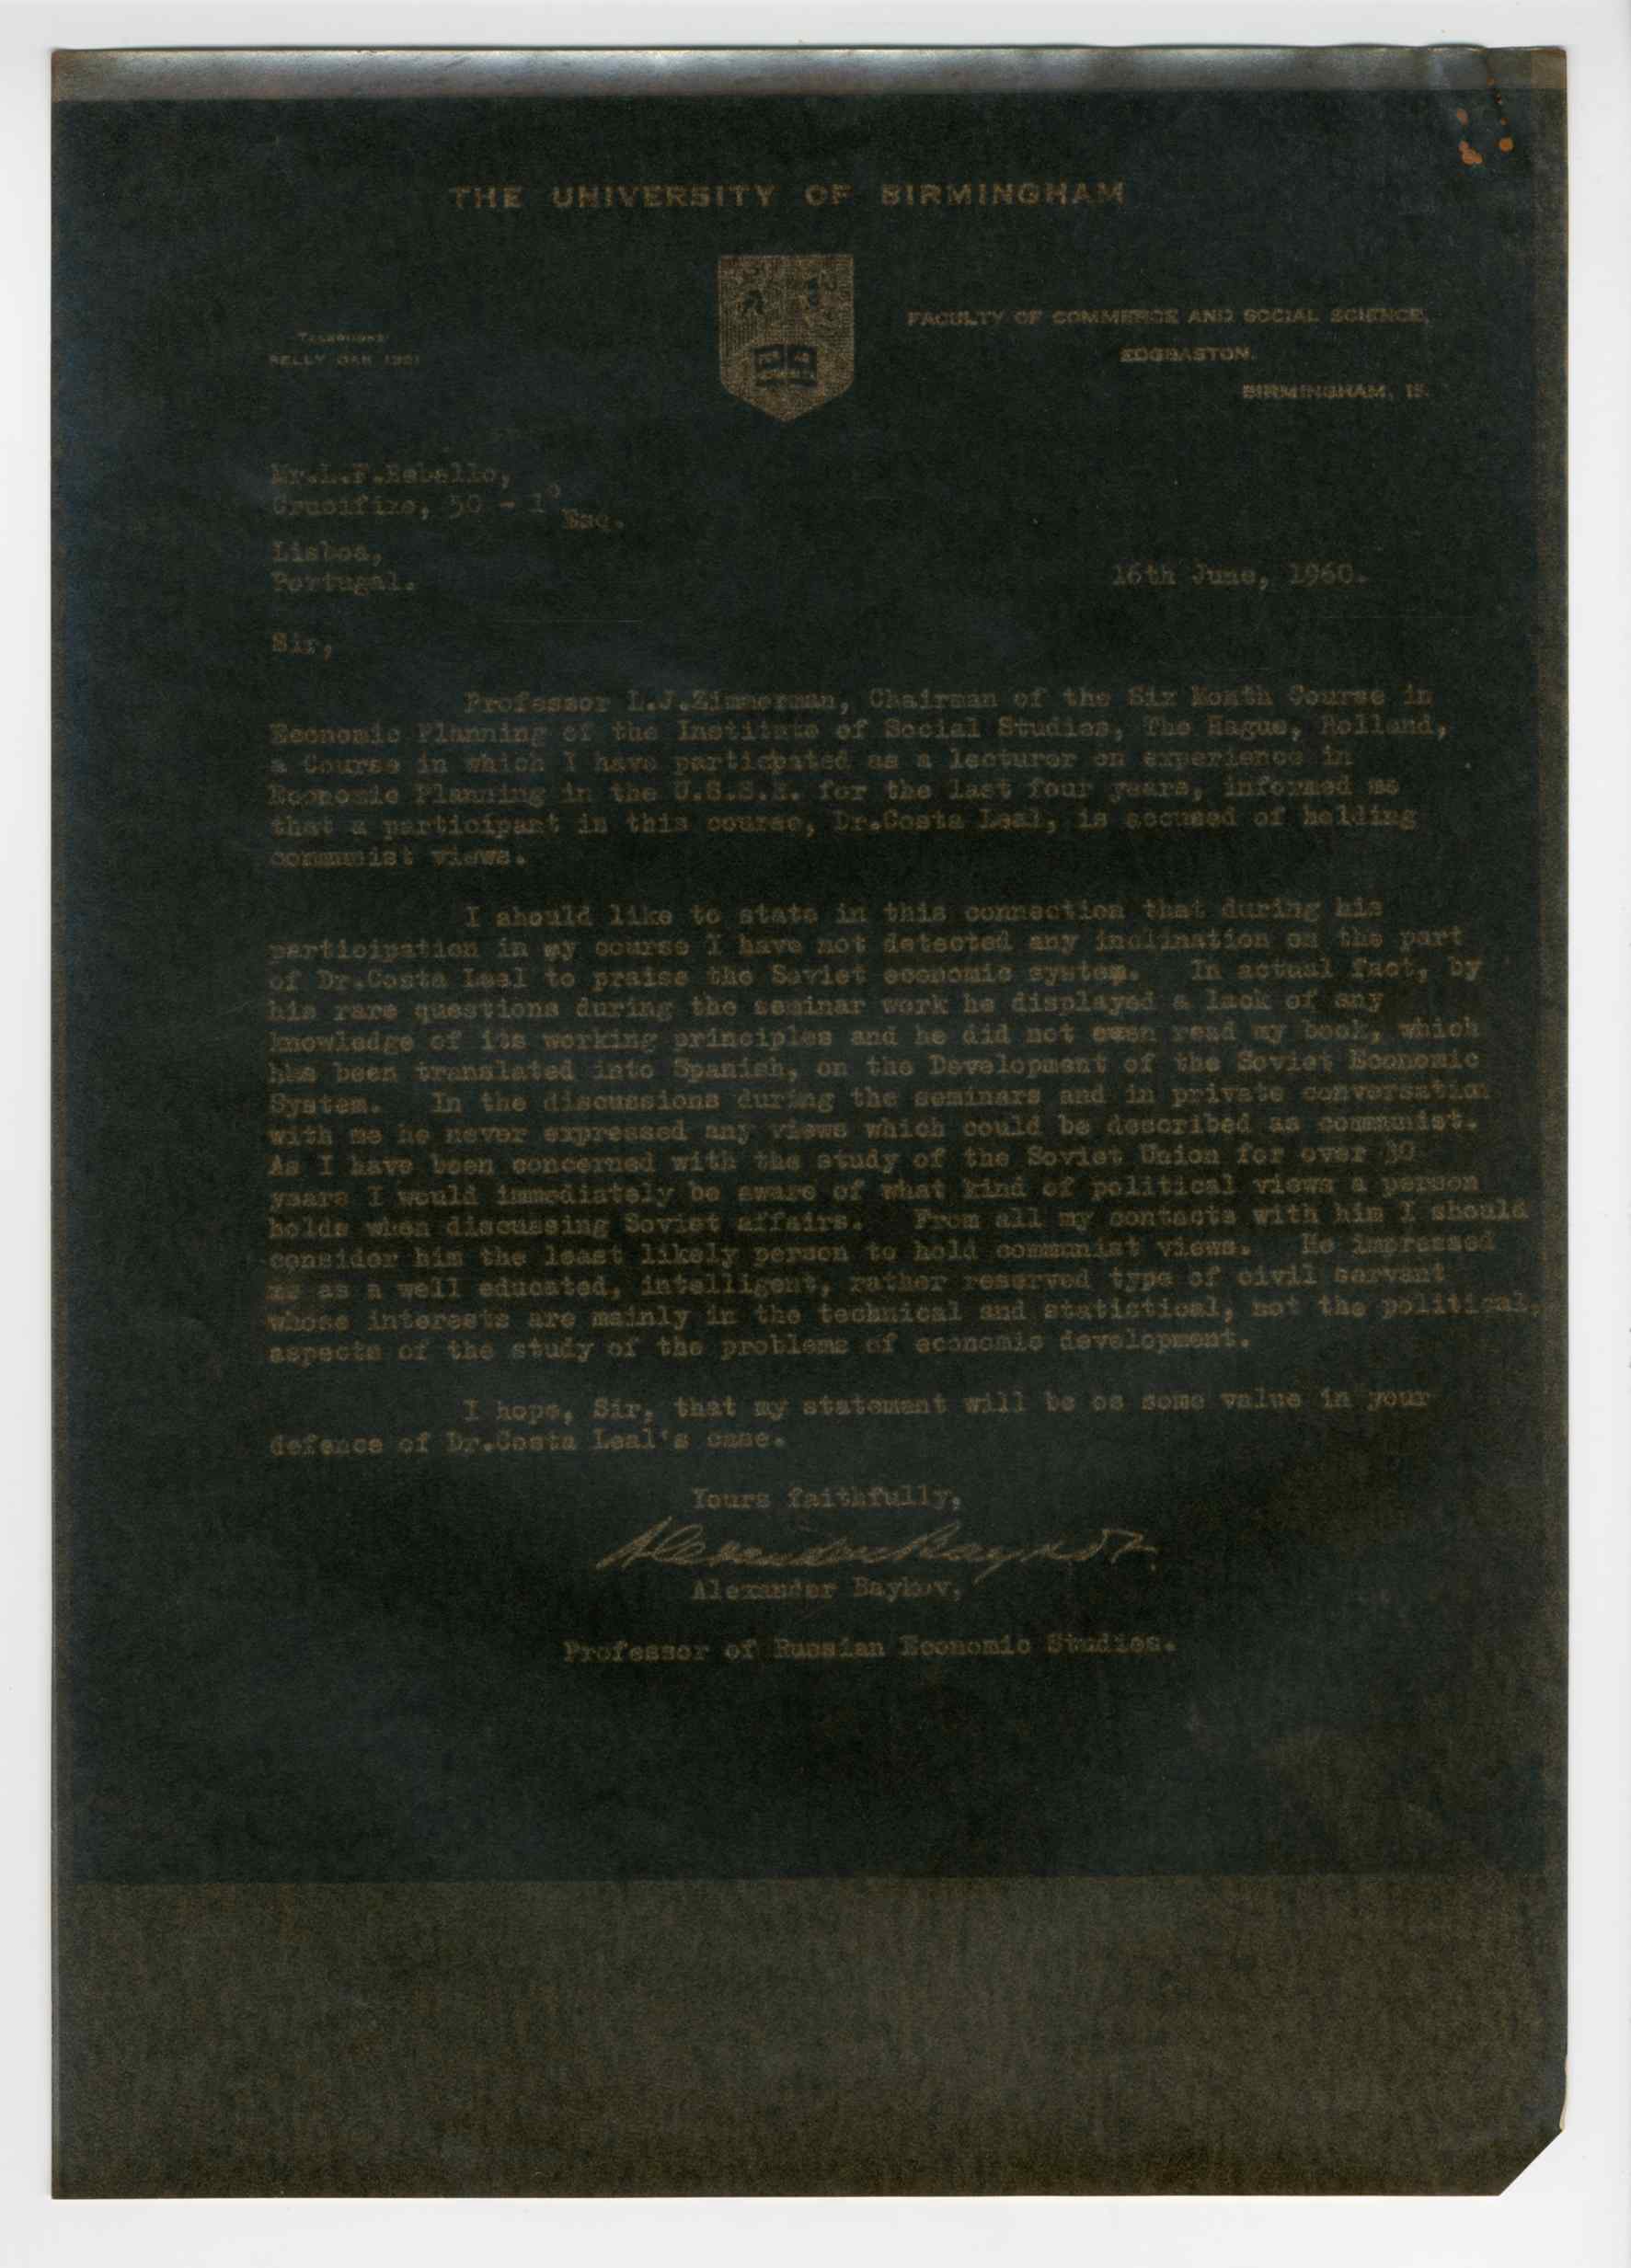 THE UNIVERSITY OF BIRMINGHAM
TELEPHONE
SELLY OAK 1301
FACULTY OF COMMERCE AND SOCIAL SCIENCE,
EDGBASTON.
BIRMINGHAM, 15.
Mr.L.F.Rebello,
Crucifixo, 50 - 1º Esq.
Lisboa,
Portugal.
16th June, 1960.
Sir,
Professor L.J.Zimmerman, Chairman of the Six Month Course in
Economic Planning of the Institute of Social Studies, The Hague, Holland,
a Course in which I have particpated as a lecturer on experience in
Economic Planning in the U.S.S.R. for the last four years, informed me
that a participant in this course, Dr.Costa Leal, is accused of holding
communist views.
I should like to state in this connection that during his
participation in my course I have not detected any inclination on the part
of Dr.Costa Leal to praise the Soviet economic system. In actual fact, by
his rare questions during the seminar work he displayed a lack of any
knowledge of its working principles and he did not even read my book, which
has been translated into Spanish, on the Development of the Soviet Economic
System. In the discussions during the seminars and in private conversation
with me he never expressed any views which could be described as communist.
As I have been concerned with the study of the Soviet Union for over 30
years I would immediately be aware of what kind of political views a person
holds when discussing Soviet affairs. From all my contacts with him I should
consider him the least likely person to hold communist views. He impressed
me as a well educated, intelligent, rather reserved type of civil servant
whose interests are mainly in the technical and statistical, not the political,
aspects of the study of the problems of economic development.
I hope, Sir, that my statement will be os some value in your
defence of Dr.Costa Leal's case.
Yours faithfully,
Alexander Baykov
Alexander Baykov,
Professor of Russian Economic Studies.